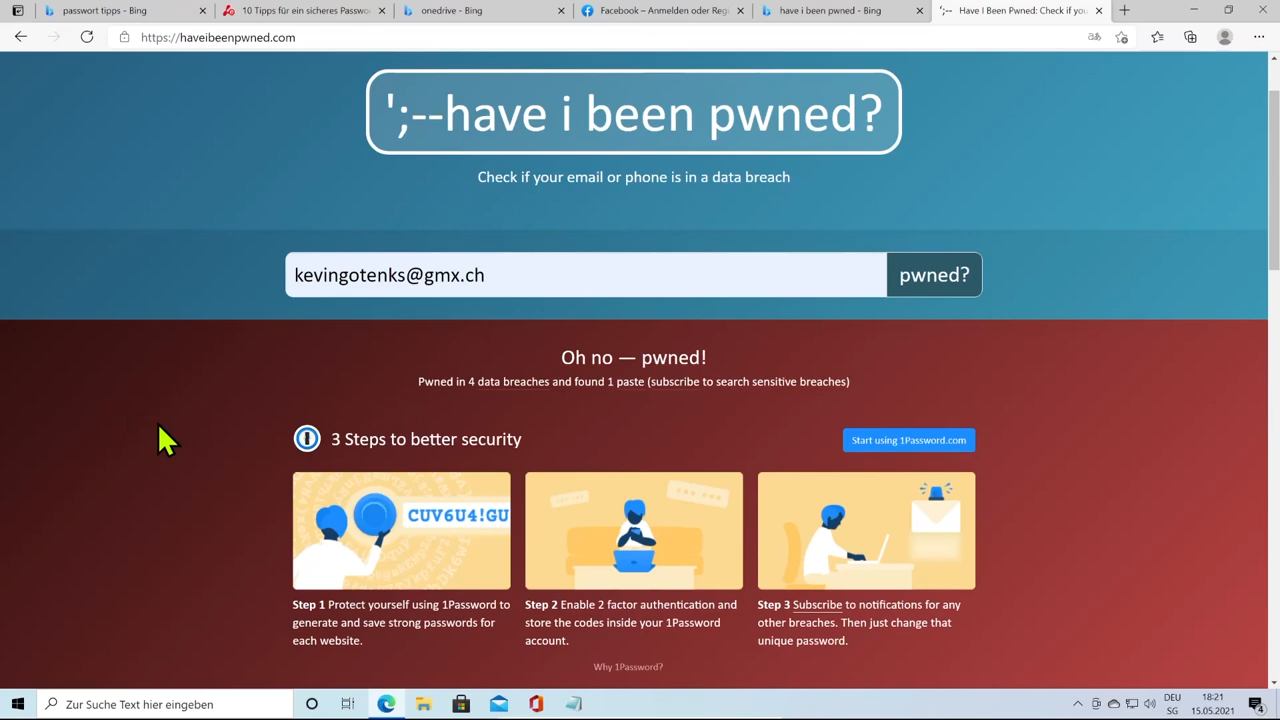 passwort tipps - Bing
10 Tipps für ein sicheres Passwor
onedrive - Bing
Facebook – Anmelden oder Reg
have i been pwned - Bing
';-- Have I Been Pwned: Check if you
https://haveibeenpwned.com
';--have i been pwned?
Check if your email or phone is in a data breach
kevingotenks@gmx.ch
pwned?
Oh no — pwned!
Pwned in 4 data breaches and found 1 paste (subscribe to search sensitive breaches)
3 Steps to better security
Start using 1Password.com
CUV6U4!GU
Step 1 Protect yourself using 1Password to
generate and save strong passwords for
each website.
Step 2 Enable 2 factor authentication and
store the codes inside your 1Password
account.
Step 3 Subscribe to notifications for any
other breaches. Then just change that
unique password.
Why 1Password?
Zur Suche Text hier eingeben
DEU
SG
18:21
15.05.2021
4